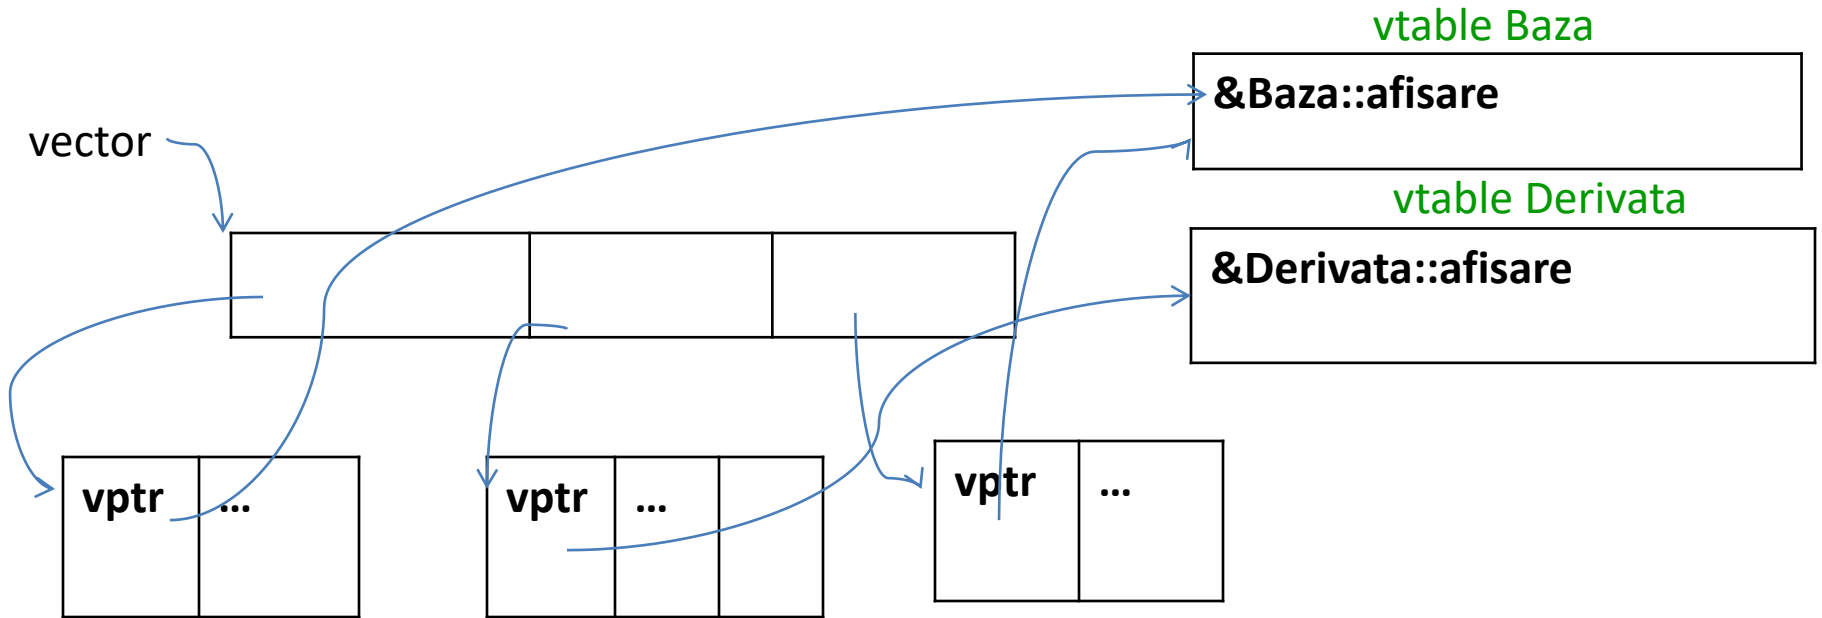 vtable Baza
&Baza::afisare
vector
vtable Derivata
&Derivata::afisare
vptr ...
vptr ...
vptr ...